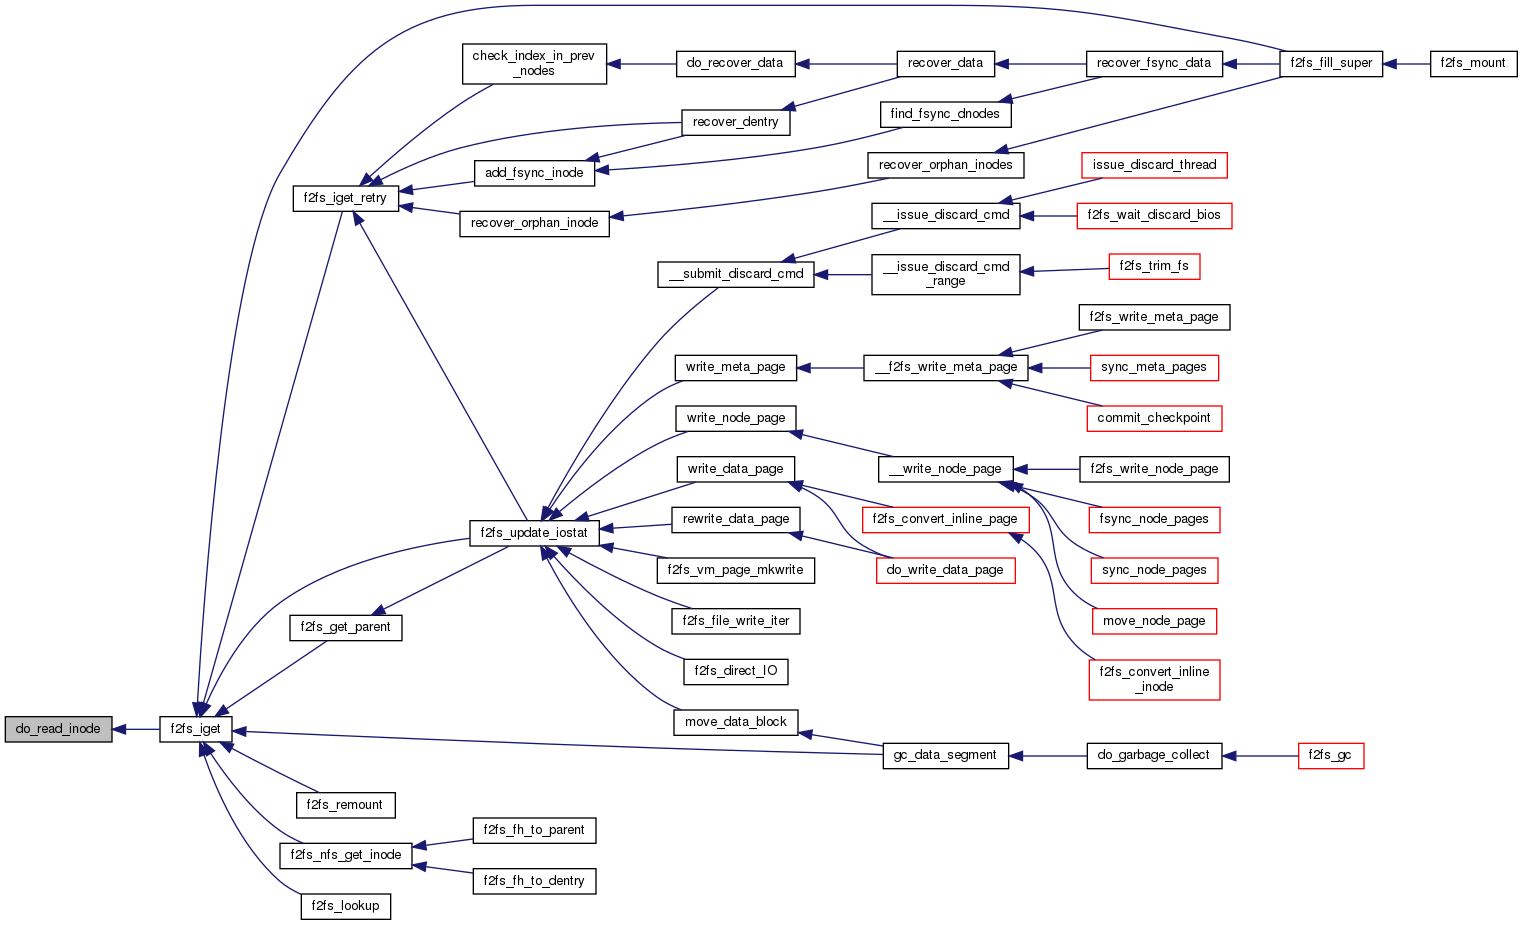 check_index_in_prev
_nodes
do_recover_data
recover_data
recover_fsync_data
f2fs_fill_super
f2fs_mount
recover_dentry
find_fsync_dnodes
add_fsync_inode
recover_orphan_inodes
issue_discard_thread
f2fs_iget_retry
recover_orphan_inode
__issue_discard_cmd
f2fs_wait_discard_bios
__submit_discard_cmd
__issue_discard_cmd
_range
f2fs_trim_fs
f2fs_write_meta_page
write_meta_page
__f2fs_write_meta_page
sync_meta_pages
commit_checkpoint
write_node_page
write_data_page
__write_node_page
f2fs_write_node_page
rewrite_data_page
f2fs_convert_inline_page
fsync_node_pages
f2fs_update_iostat
f2fs_vm_page_mkwrite
do_write_data_page
sync_node_pages
f2fs_get_parent
f2fs_file_write_iter
move_node_page
f2fs_direct_IO
f2fs_convert_inline
_inode
do_read_inode
f2fs_iget
move_data_block
gc_data_segment
do_garbage_collect
f2fs_gc
f2fs_remount
f2fs_fh_to_parent
f2fs_nfs_get_inode
f2fs_fh_to_dentry
f2fs_lookup